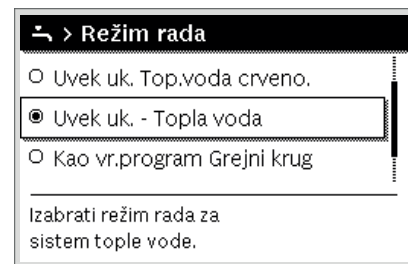 > Režim rada
Uvek uk. Top.voda crveno.
Uvek uk. - Topla voda
Kao vr.program Grejni krug
Izabrati režim rada za
sistem tople vode.